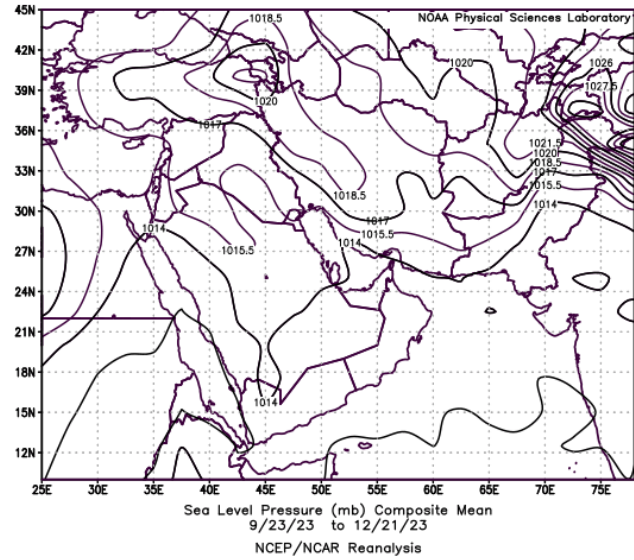 NOAA Physical Sciences Laboratory
45N
42N
39N
36N
33N
30N
27N
24N
21N
18N
15N
12N
1018.5
1020
1026
1027.5
1020
1017
1021.5
1020
1018.5
1017
1015.5
1014
1018.5
1017
1015.5
1014
1014
1015.5
1014
25E 30E 35E 40E 45E 50E 55E 60E 65E 70E 75E
Sea Level Pressure (mb) Composite Mean
9/23/23 to 12/21/23
NCEP/NCAR Reanalysis